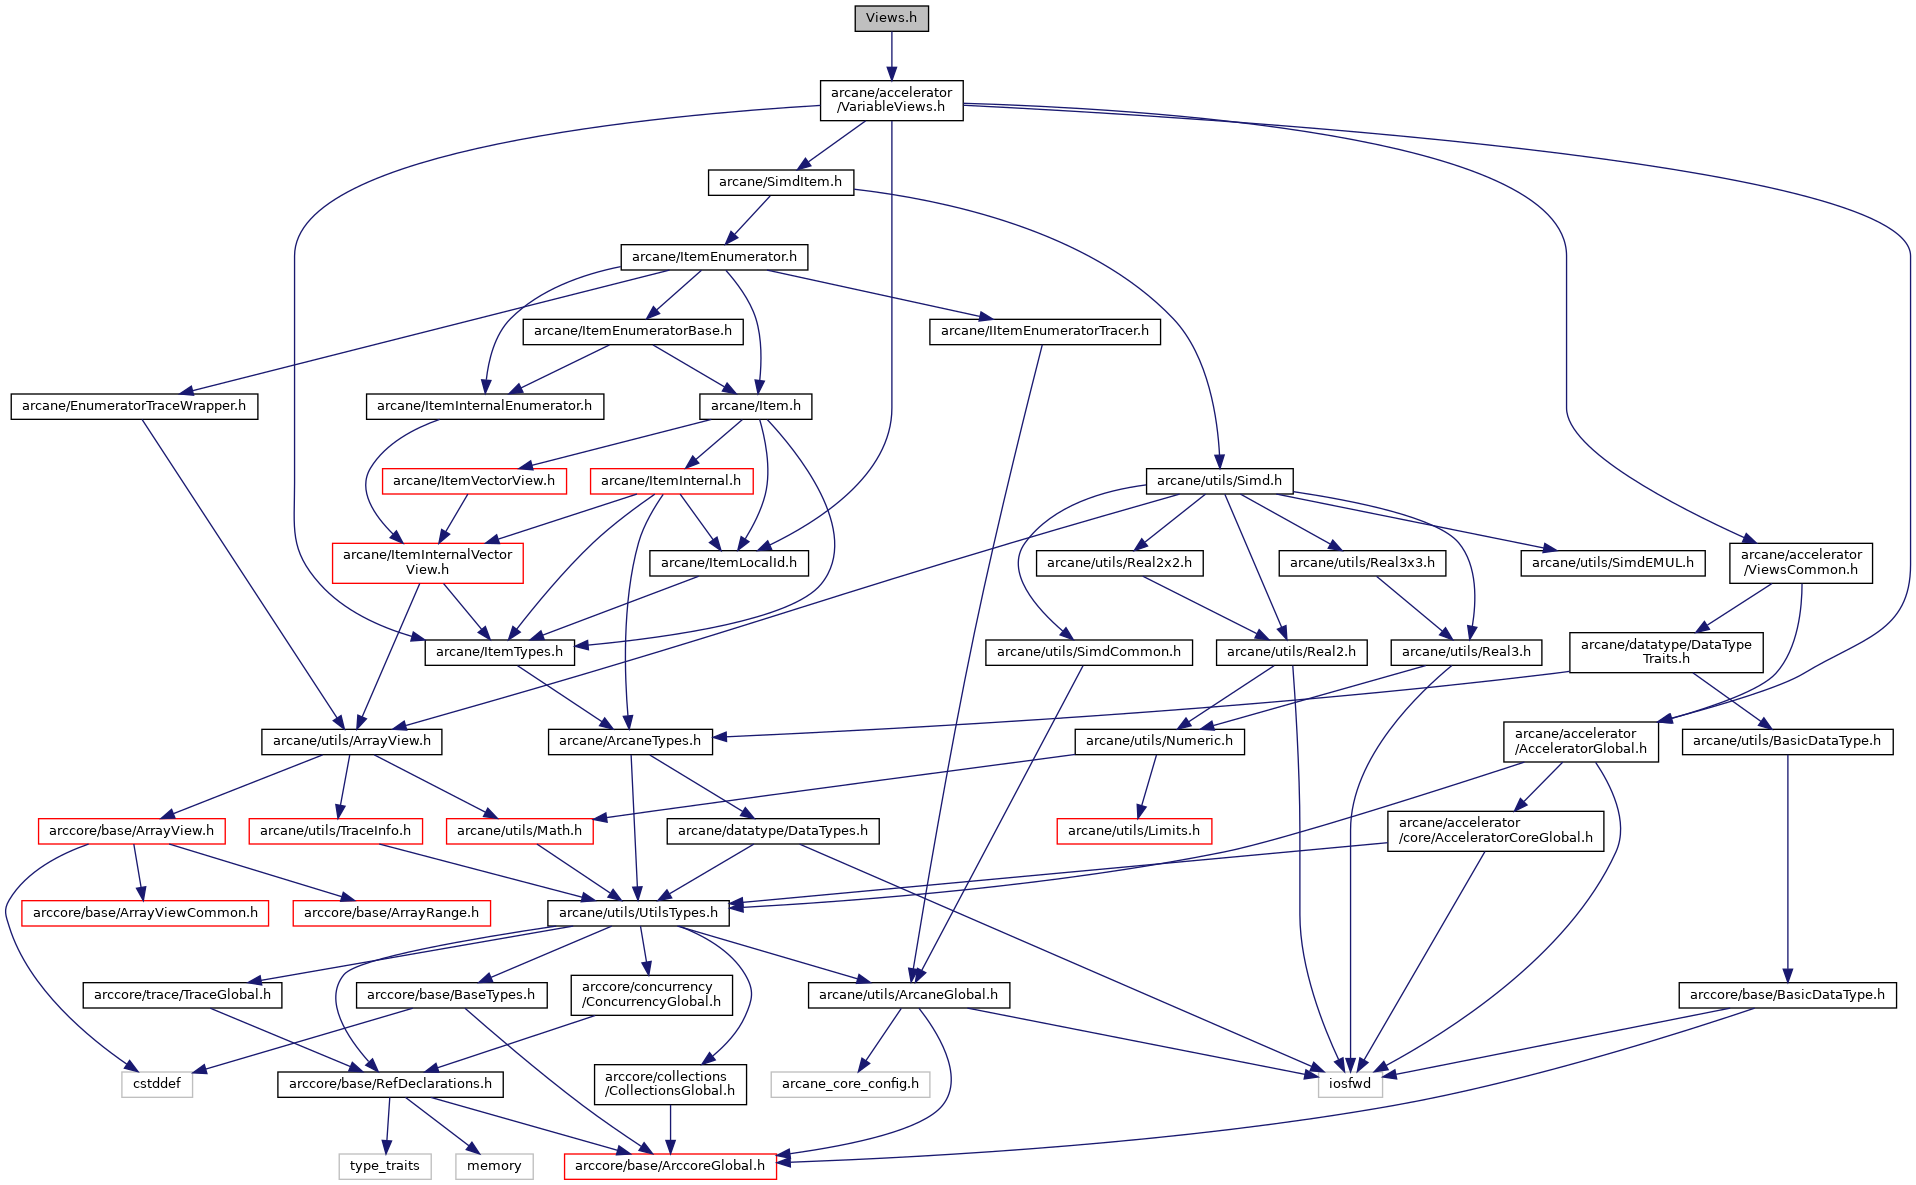 Views.h
arcane/accelerator
/VariableViews.h
arcane/SimdItem.h
arcane/ItemEnumerator.h
arcane/ItemEnumeratorBase.h
arcane/IItemEnumeratorTracer.h
arcane/EnumeratorTraceWrapper.h
arcane/ItemInternalEnumerator.h
arcane/Item.h
arcane/ItemVectorView.h
arcane/ItemInternal.h
arcane/utils/Simd.h
arcane/ItemInternalVector
View.h
arcane/ItemLocalId.h
arcane/utils/Real2x2.h
arcane/utils/Real3x3.h
arcane/utils/SimdEMUL.h
arcane/accelerator
/ViewsCommon.h
arcane/ItemTypes.h
arcane/utils/SimdCommon.h
arcane/utils/Real2.h
arcane/utils/Real3.h
arcane/datatype/DataType
Traits.h
arcane/utils/ArrayView.h
arcane/ArcaneTypes.h
arcane/utils/Numeric.h
arcane/accelerator
/AcceleratorGlobal.h
arcane/utils/BasicDataType.h
arccore/base/ArrayView.h
arcane/utils/TraceInfo.h
arcane/utils/Math.h
arcane/datatype/DataTypes.h
arcane/utils/Limits.h
arcane/accelerator
/core/AcceleratorCoreGlobal.h
arccore/base/ArrayViewCommon.h
arccore/base/ArrayRange.h
arcane/utils/UtilsTypes.h
arccore/trace/TraceGlobal.h
arccore/base/BaseTypes.h
arccore/concurrency
/ConcurrencyGlobal.h
arcane/utils/ArcaneGlobal.h
arccore/base/BasicDataType.h
cstddef
arccore/base/RefDeclarations.h
arccore/collections
/CollectionsGlobal.h
arcane_core_config.h
iosfwd
type_traits
memory
arccore/base/ArccoreGlobal.h